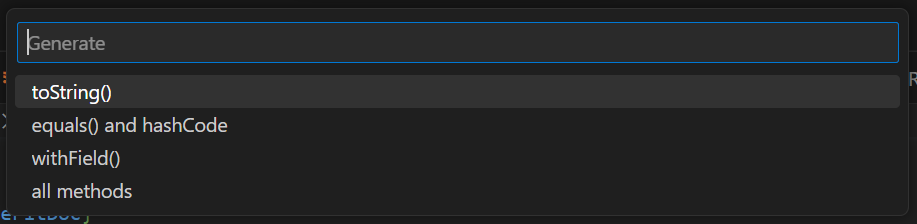 Generate
toString()
equals() and hashCode
withField()
all methods